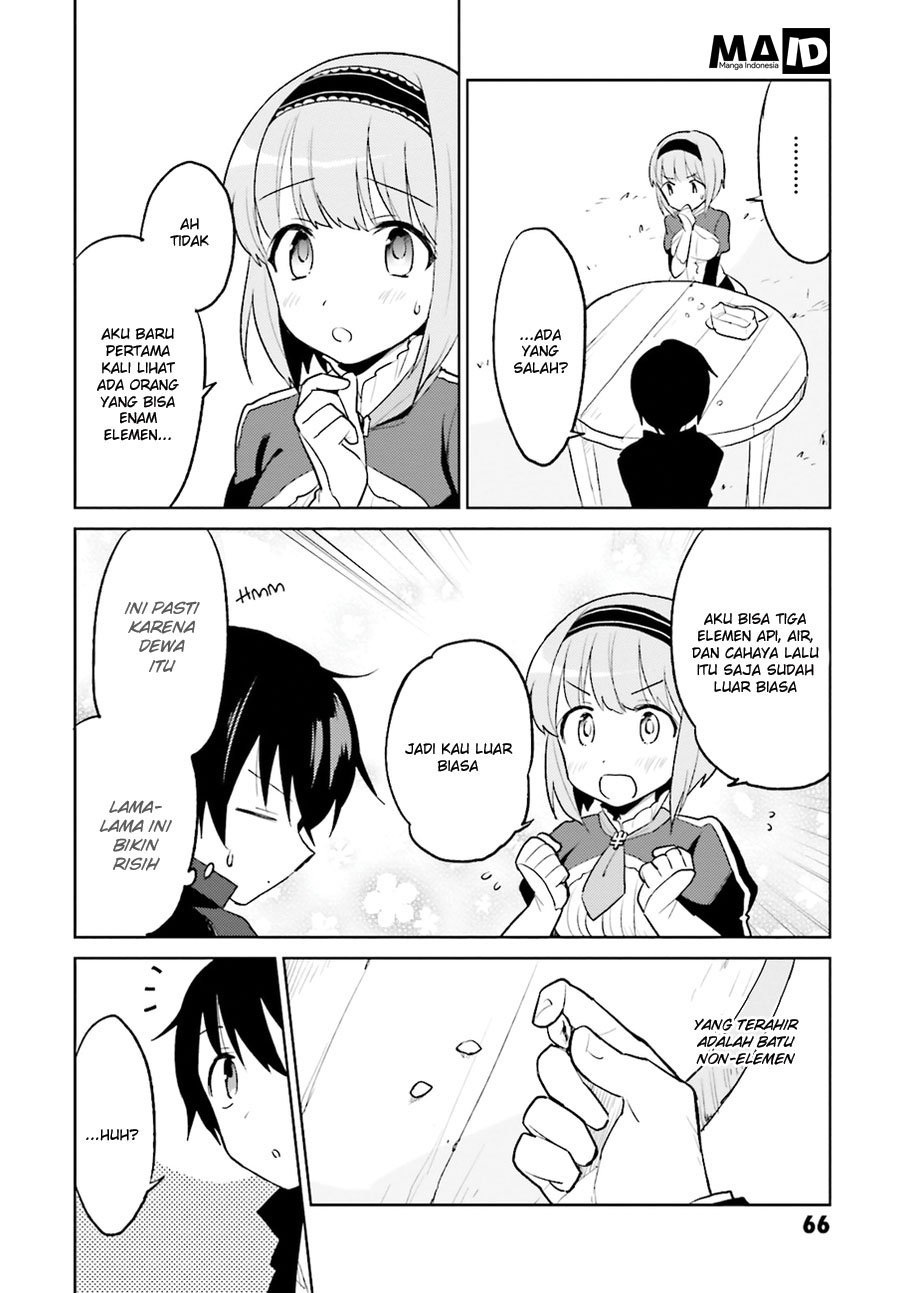 MAID
Manga Indonesia
..........
...ADA
YANG
SALAH?
AH
TIDAK
AKU BARU
PERTAMA
KALI LIHAT
ADA ORANG
YANG BISA
ENAM
ELEMEN...
AKU BISA TIGA
ELEMEN API, AIR,
DAN CAHAYA LALU
ITU SAJA SUDAH
LUAR BIASA
JADI KAU LUAR
BIASA
HMM
INI PASTI
KARENA
DEWA
ITU
LAMA-
LAMA INI
BIKIN
RISIH
YANG TERAHIR
ADALAH BATU
NON-ELEMEN
...HUH?
66